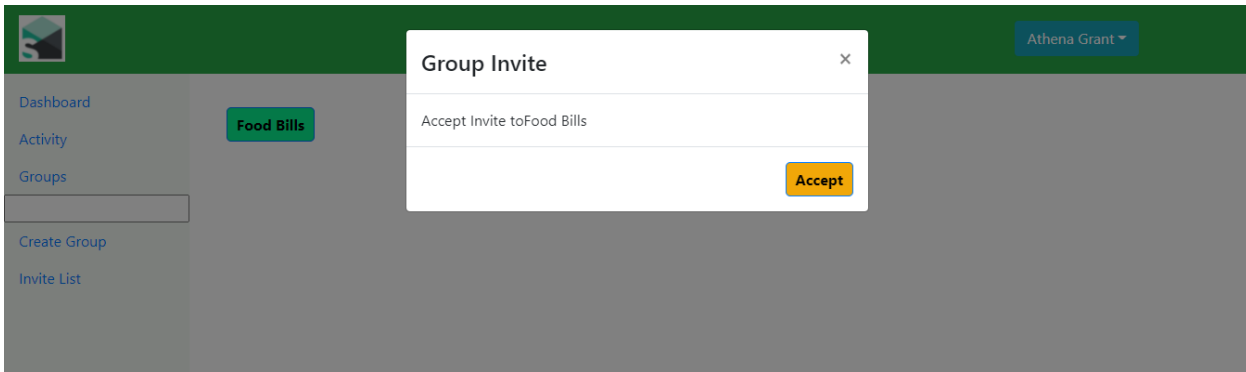 Athena Grant
Group Invite
×
Dashboard
Activity
Groups
Create Group
Invite List
Food Bills
Accept Invite toFood Bills
Accept